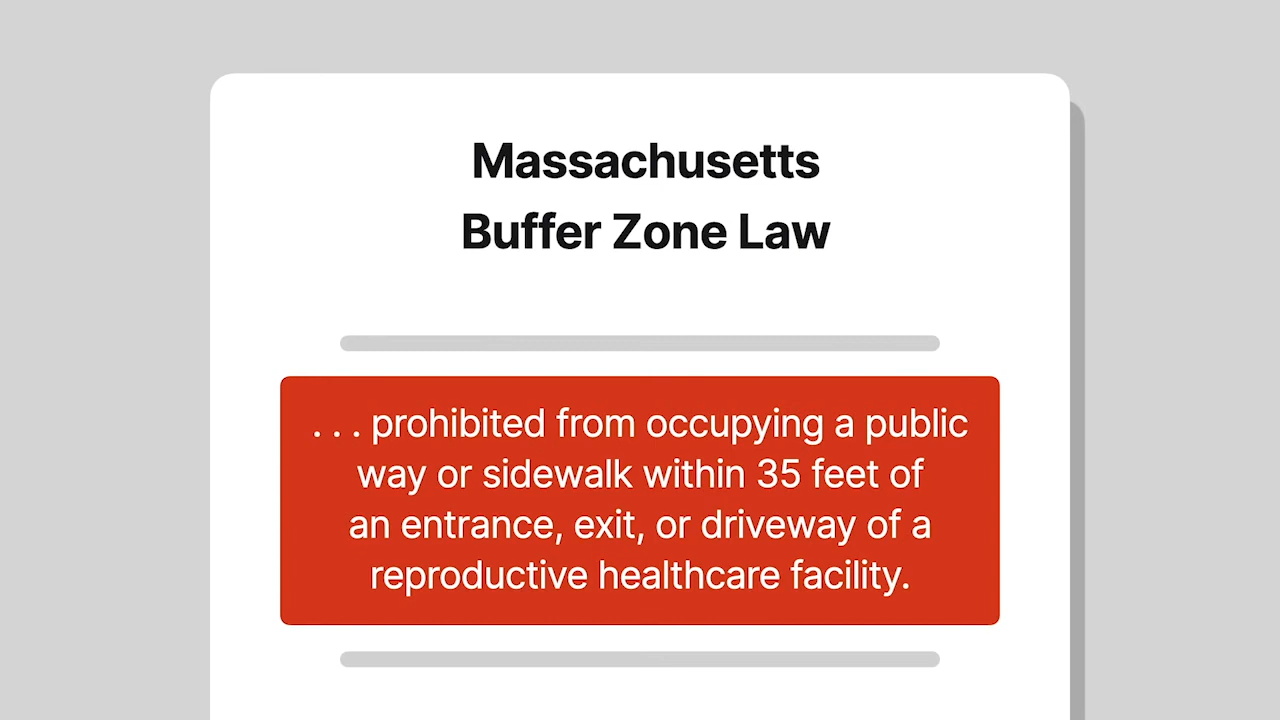 Massachusetts
Buffer Zone Law
. . . prohibited from occupying a public
way or sidewalk within 35 feet of
an entrance, exit, or driveway of a
reproductive healthcare facility.